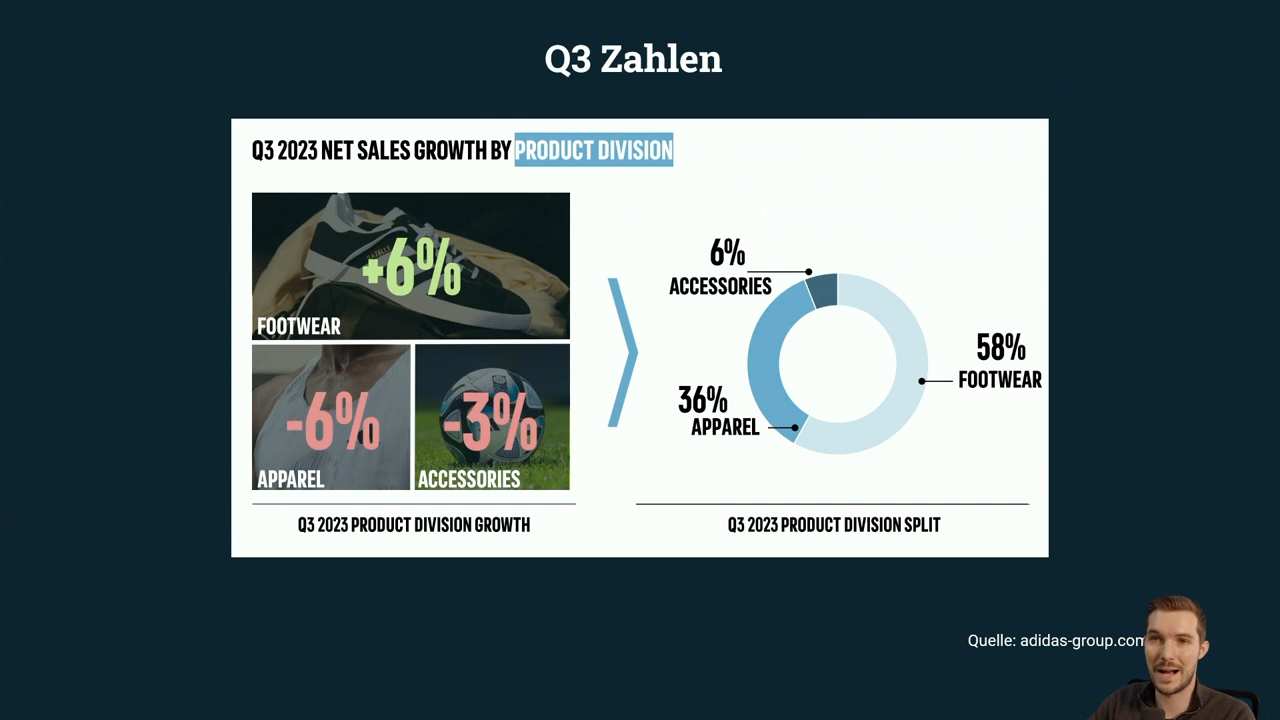 Q3 Zahlen
Q3 2023 NET SALES GROWTH BY PRODUCT DIVISION
+6%
FOOTWEAR
-6%
APPAREL
-3%
ACCESSORIES
Q3 2023 PRODUCT DIVISION GROWTH
6%
ACCESSORIES
58%
FOOTWEAR
36%
APPAREL
Q3 2023 PRODUCT DIVISION SPLIT
Quelle: adidas-group.com